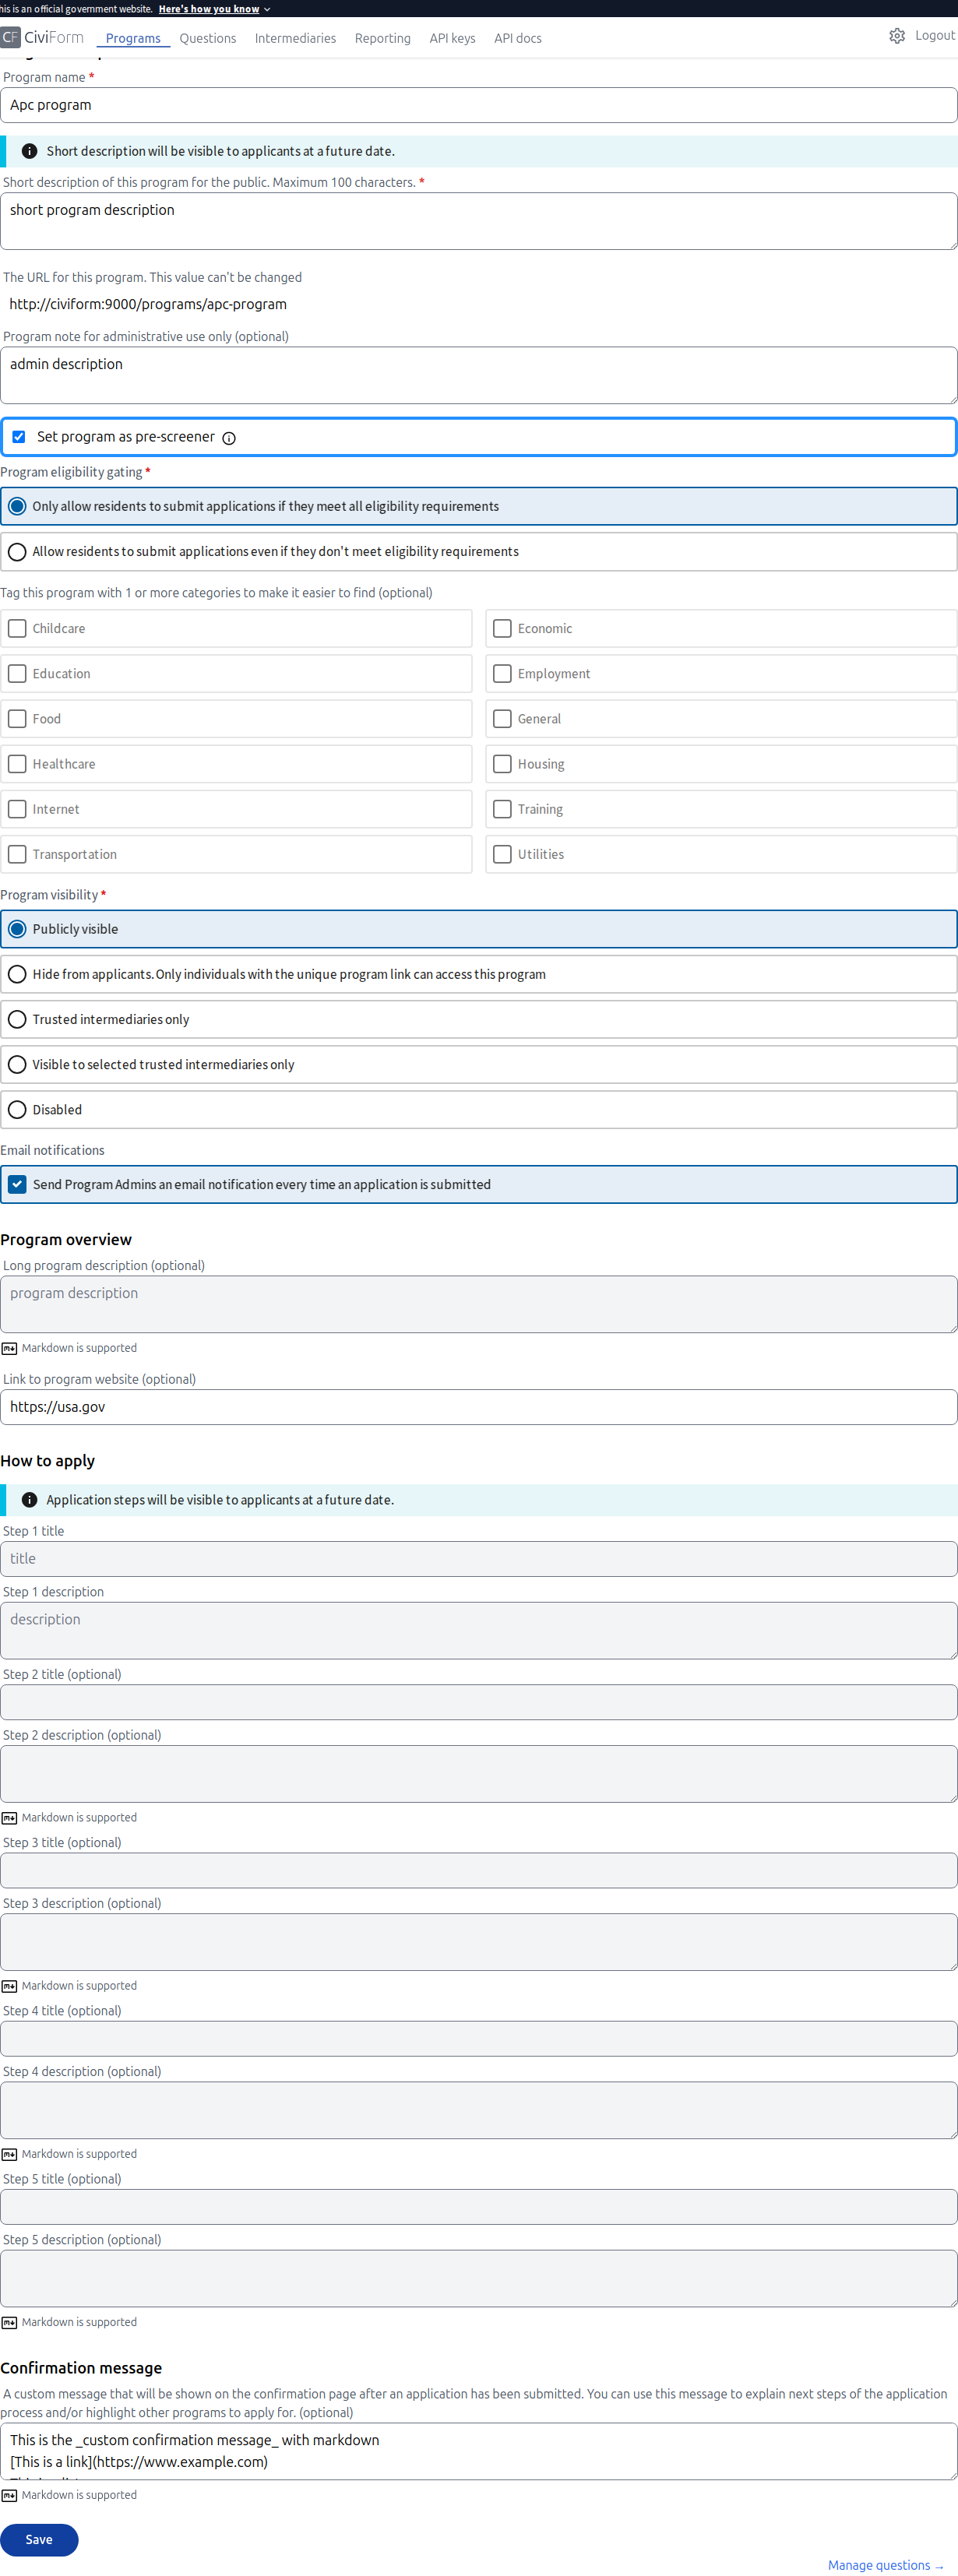 his is an official government website. Here's how you know
CF CiviForm Programs Questions Intermediaries Reporting API keys API docs Logout
Program name *
Apc program
Short description will be visible to applicants at a future date.
Short description of this program for the public. Maximum 100 characters. *
short program description
The URL for this program. This value can't be changed
http://civiform:9000/programs/apc-program
Program note for administrative use only (optional)
admin description
Set program as pre-screener
Program eligibility gating *
Only allow residents to submit applications if they meet all eligibility requirements
Allow residents to submit applications even if they don't meet eligibility requirements
Tag this program with 1 or more categories to make it easier to find (optional)
Childcare Economic
Education Employment
Food General
Healthcare Housing
Internet Training
Transportation Utilities
Program visibility *
Publicly visible
Hide from applicants. Only individuals with the unique program link can access this program
Trusted intermediaries only
Visible to selected trusted intermediaries only
Disabled
Email notifications
Send Program Admins an email notification every time an application is submitted
Program overview
Long program description (optional)
program description
Markdown is supported
Link to program website (optional)
https://usa.gov
How to apply
Application steps will be visible to applicants at a future date.
Step 1 title
title
Step 1 description
description
Step 2 title (optional)
Step 2 description (optional)
Markdown is supported
Step 3 title (optional)
Step 3 description (optional)
Markdown is supported
Step 4 title (optional)
Step 4 description (optional)
Markdown is supported
Step 5 title (optional)
Step 5 description (optional)
Markdown is supported
Confirmation message
A custom message that will be shown on the confirmation page after an application has been submitted. You can use this message to explain next steps of the application
process and/or highlight other programs to apply for. (optional)
This is the _custom confirmation message_ with markdown
[This is a link](https://www.example.com)
Markdown is supported
Save
Manage questions →